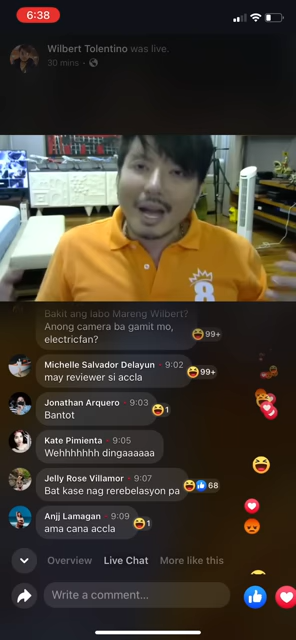 6:38
Wilbert Tolentino was live.
30 mins ·
8
Bakit ang labo Mareng Wilbert?
Anong camera ba gamit mo,
electricfan?
99+
Michelle Salvador Delayun · 9:02
may reviewer si accla
99+
Jonathan Arquero · 9:03
Bantot
1
Kate Pimienta · 9:05
Wehhhhhhh dingaaaaaa
Jelly Rose Villamor · 9:07
Bat kase nag rerebelasyon pa
68
Anjj Lamagan · 9:09
ama cana accla
1
Overview Live Chat More like this
Write a comment...